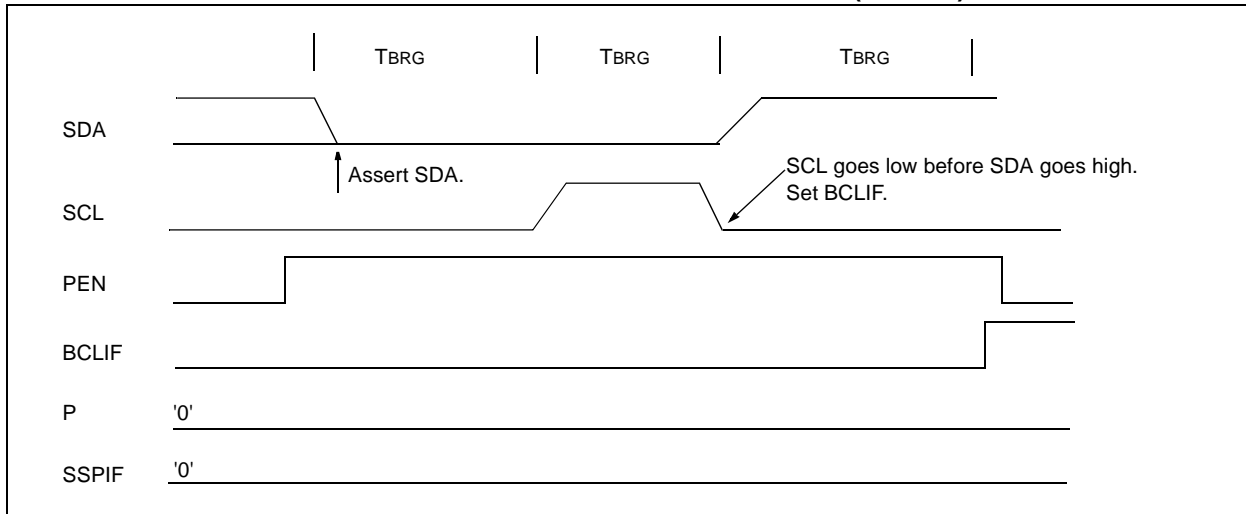 TBRG TBRG TBRG
SDA
Assert SDA.
SCL goes low before SDA goes high.
Set BCLIF.
SCL
PEN
BCLIF
P '0'
SSPIF '0'